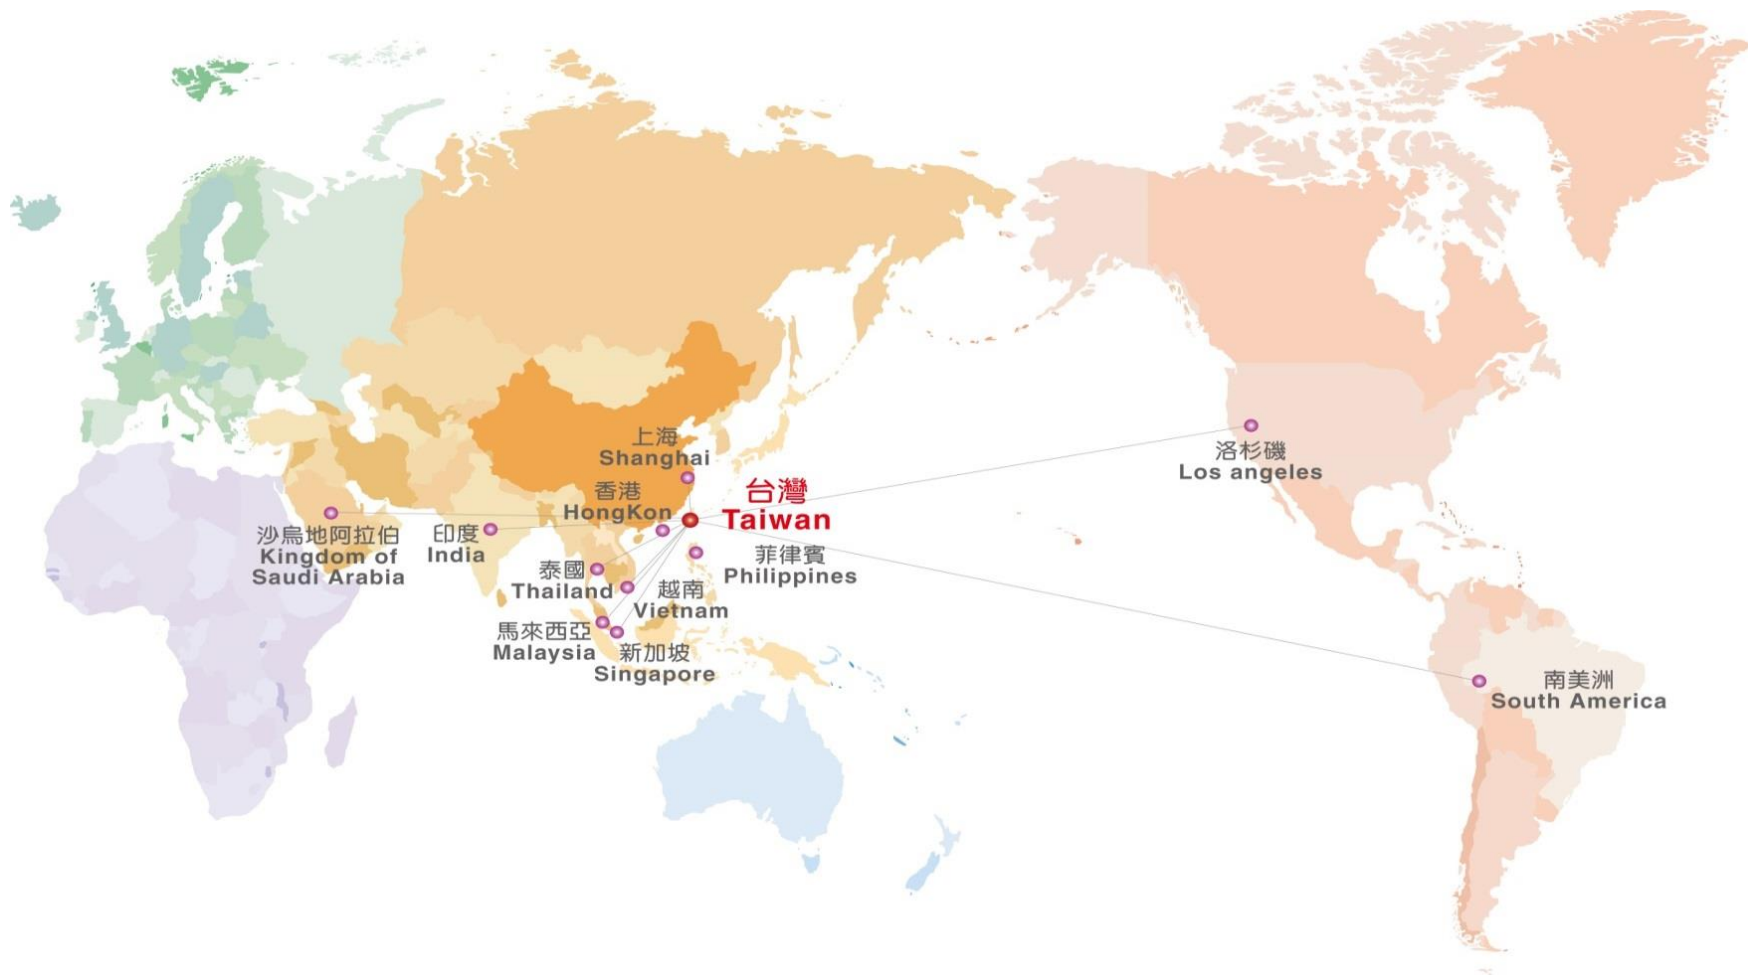 上海
Shanghai
香港
HongKon
台灣
Taiwan
洛杉磯
Los angeles
沙烏地阿拉伯
Kingdom of
Saudi Arabia
印度
India
泰國
Thailand
越南
Vietnam
菲律賓
Philippines
馬來西亞
Malaysia
新加坡
Singapore
南美洲
South America